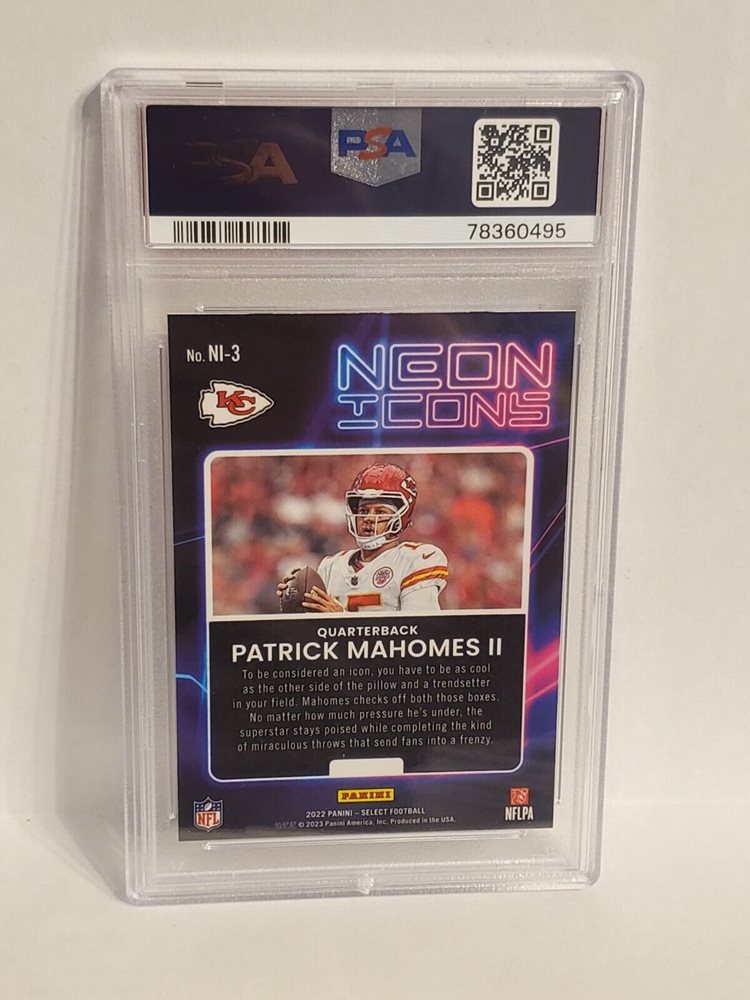 PSA
PSA
78360495
No. NI-3
NEON
ICONS
KC
QUARTERBACK
PATRICK MAHOMES II
To be considered an icon, you have to be as cool
as the other side of the pillow and a trendsetter
in your field. Mahomes checks off both those boxes.
No matter how much pressure he's under, the
superstar stays poised while completing the kind
of miraculous throws that send fans into a frenzy.
PANINI
2022 PANINI – SELECT FOOTBALL
© 2023 Panini America, Inc. Produced in the USA.
NFL
NFLPA